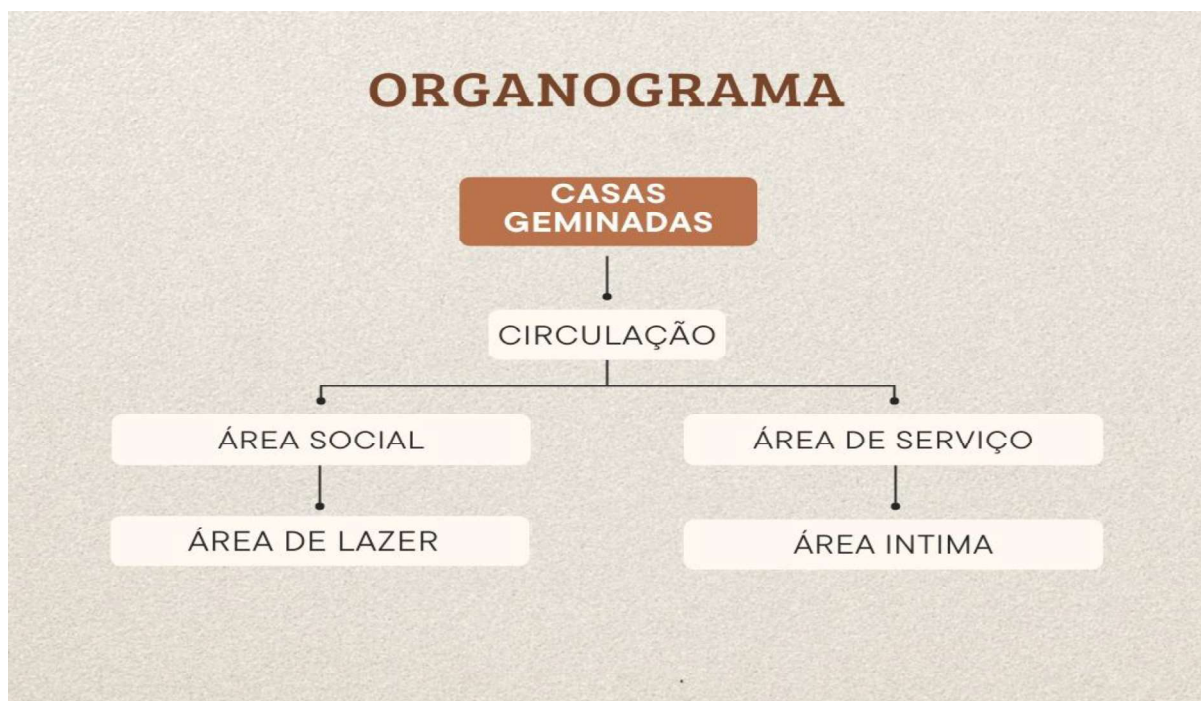 ORGANOGRAMA
CASAS
GEMINADAS
CIRCULAÇÃO
ÁREA SOCIAL
ÁREA DE SERVIÇO
ÁREA DE LAZER
ÁREA INTIMA